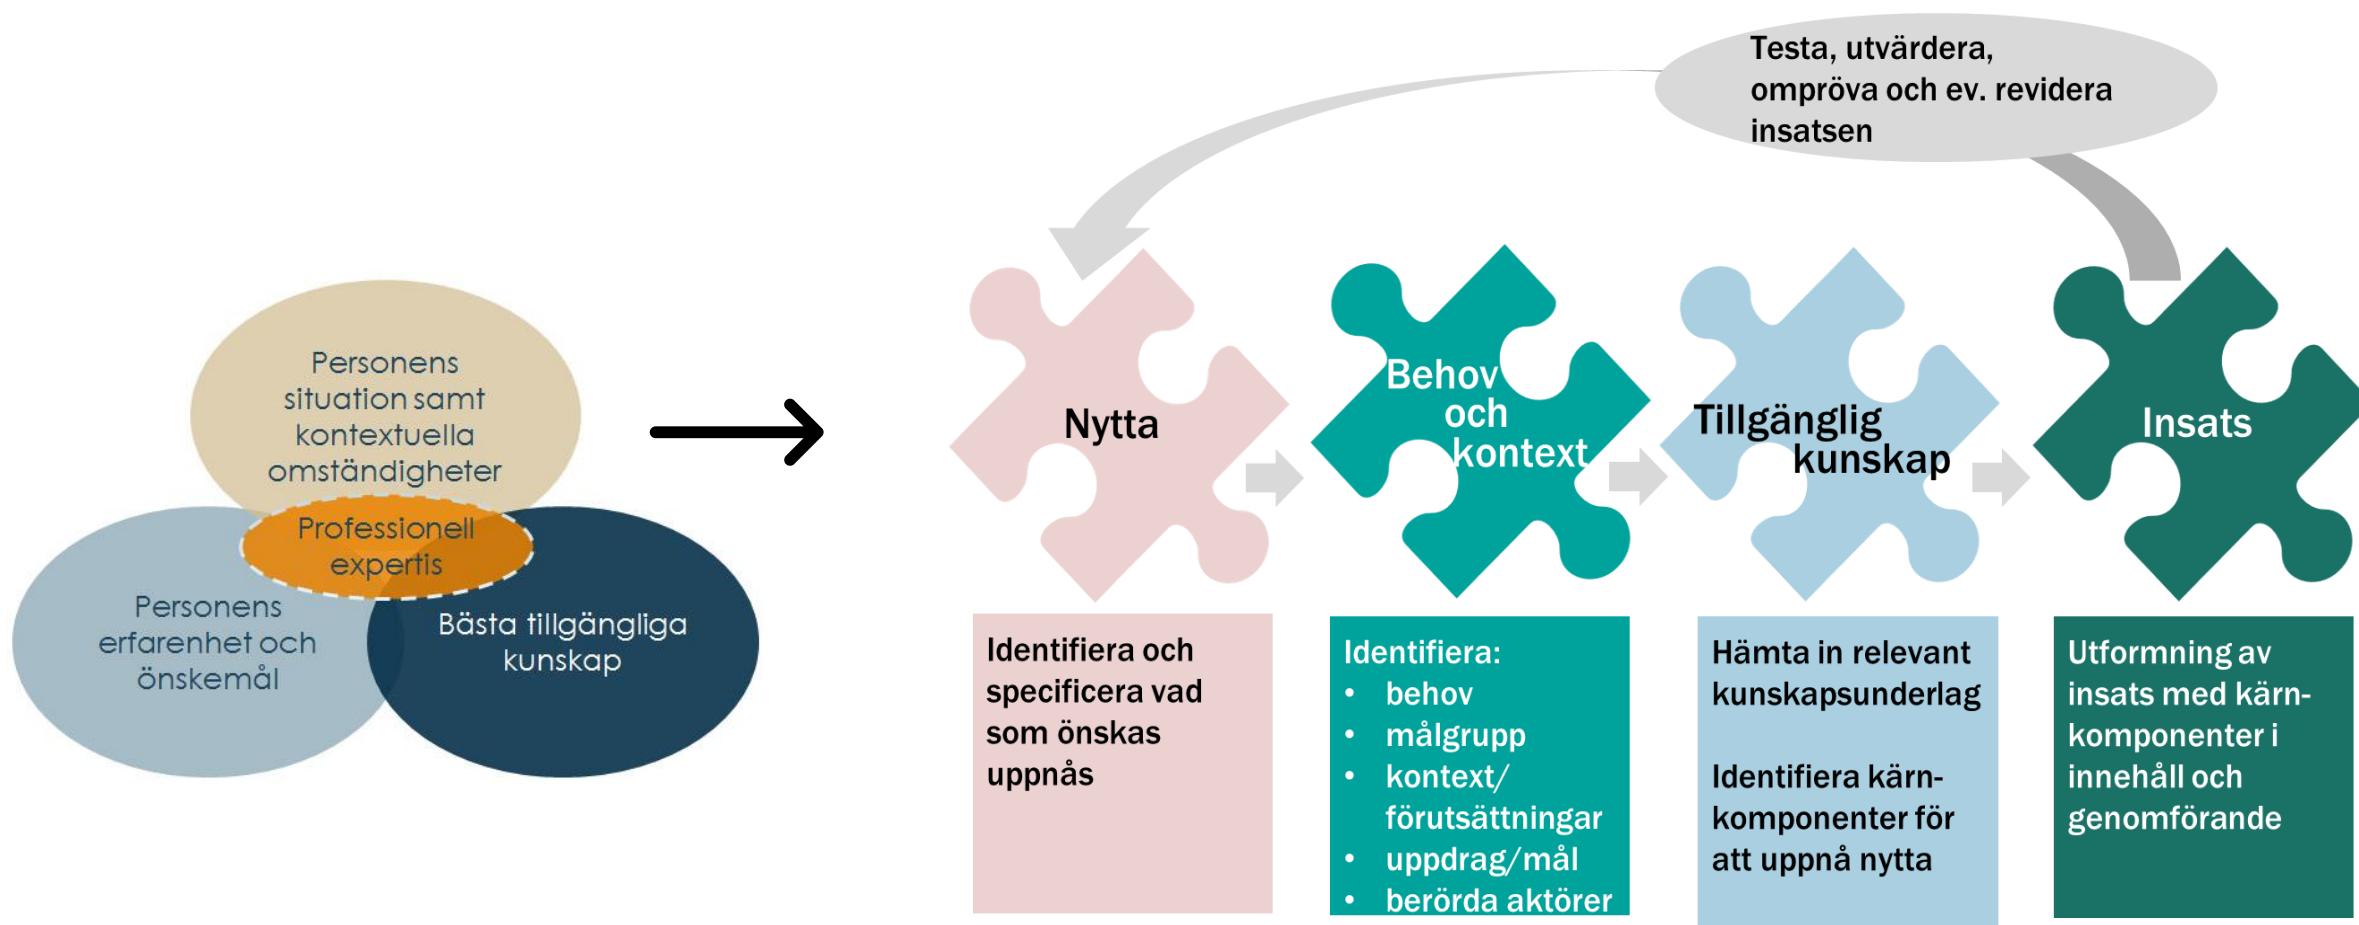 Personens
situation samt
kontextuella
omständigheter
Professionell
expertis
Personens
erfarenhet och
önskemål
Bästa tillgängliga
kunskap
Testa, utvärdera,
ompröva och ev. revidera
insatsen
Nytta
Behov
och
kontext
Tillgänglig
kunskap
Insats
Identifiera och
specificera vad
som önskas
uppnås
Identifiera:
• behov
• målgrupp
• kontext/
förutsättningar
• uppdrag/mål
• berörda aktörer
Hämta in relevant
kunskapsunderlag
Identifiera kärn-
komponenter för
att uppnå nytta
Utformning av
insats med kärn-
komponenter i
innehåll och
genomförande